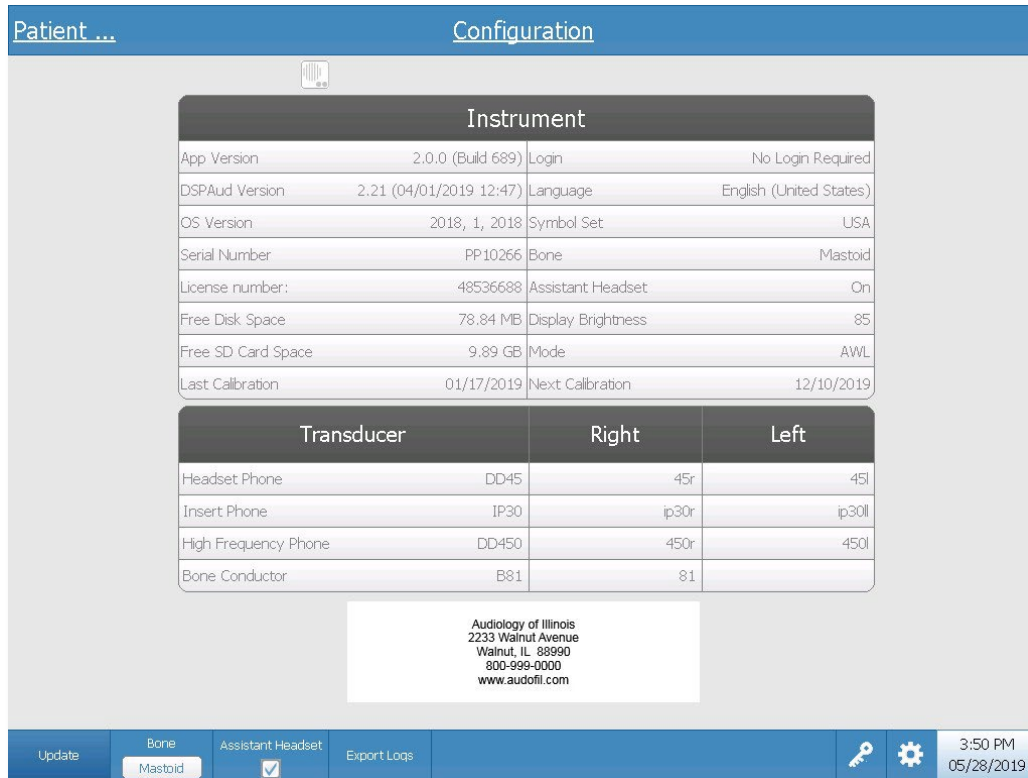 Patient ... Configuration
Instrument
App Version 2.0.0 (Build 689) Login No Login Required
DSPAud Version 2.21 (04/01/2019 12:47) Language English (United States)
OS Version 2018, 1, 2018 Symbol Set USA
Serial Number PP10266 Bone Mastoid
License number: 48536688 Assistant Headset On
Free Disk Space 78.84 MB Display Brightness 85
Free SD Card Space 9.89 GB Mode AWL
Last Calibration 01/17/2019 Next Calibration 12/10/2019
Transducer Right Left
Headset Phone DD45 45r 45l
Insert Phone IP30 ip30r ip30ll
High Frequency Phone DD450 450r 450l
Bone Conductor B81 81
Audiology of Illinois
2233 Walnut Avenue
Walnut, IL 88990
800-999-0000
www.audofil.com
Update Bone Mastoid Assistant Headset Export Logs 3:50 PM
05/28/2019